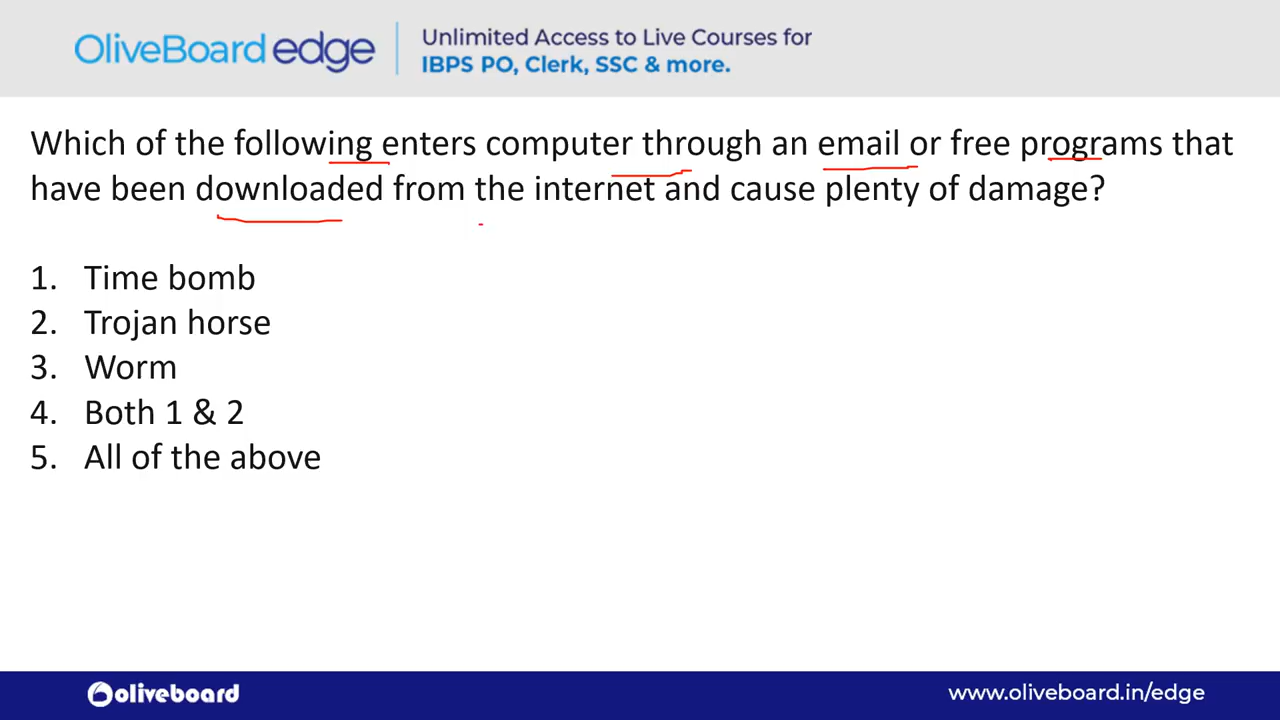 OliveBoard edge
Unlimited Access to Live Courses for
IBPS PO, Clerk, SSC & more.
Which of the following enters computer through an email or free programs that
have been downloaded from the internet and cause plenty of damage?
1. Time bomb
2. Trojan horse
3. Worm
4. Both 1 & 2
5. All of the above
oliveboard
www.oliveboard.in/edge